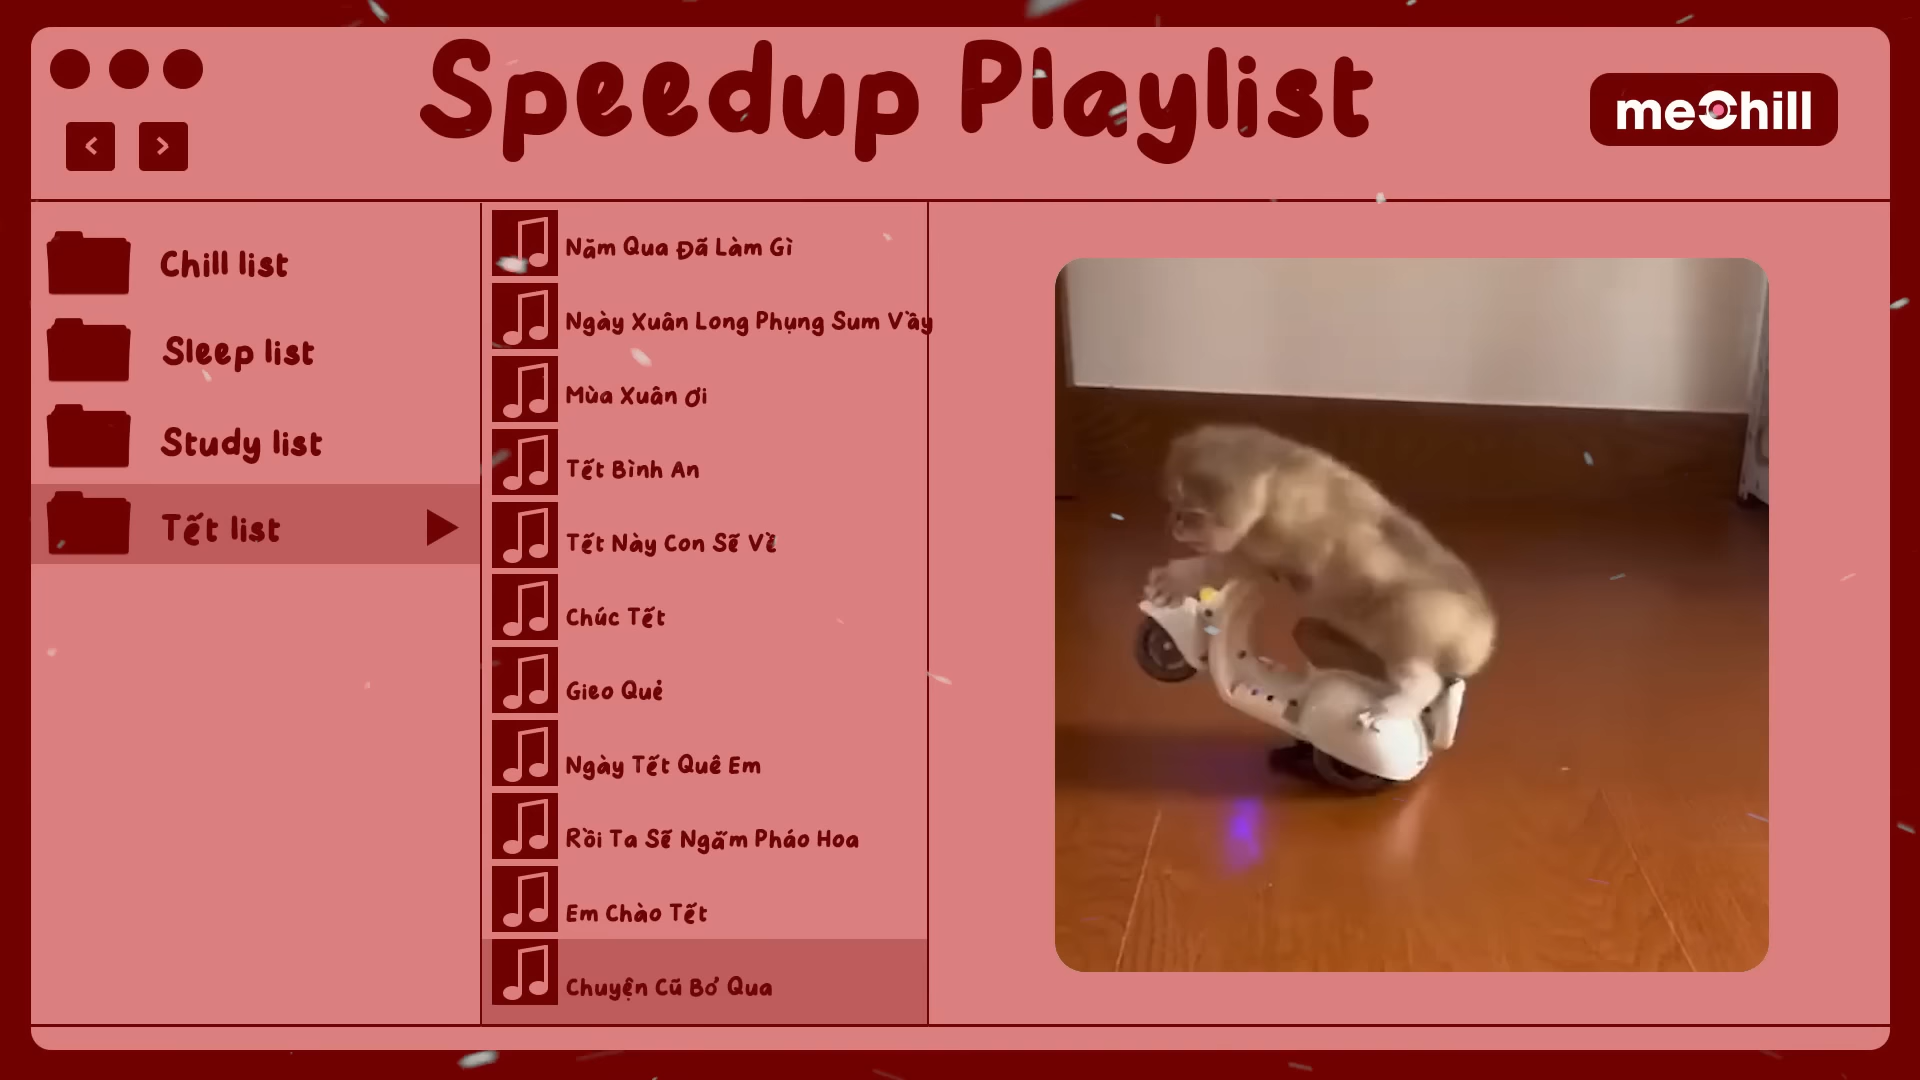 Speedup Playlist
meChill
Chill list
Sleep list
Study list
Tết list
Năm Qua Đã Làm Gì
Ngày Xuân Long Phụng Sum Vầy
Mùa Xuân ơi
Tết Bình An
Tết Này Con Sẽ Về
Chúc Tết
Gieo Quẻ
Ngày Tết Quê Em
Rồi Ta Sẽ Ngắm Pháo Hoa
Em Chào Tết
Chuyện Cũ Bỏ Qua